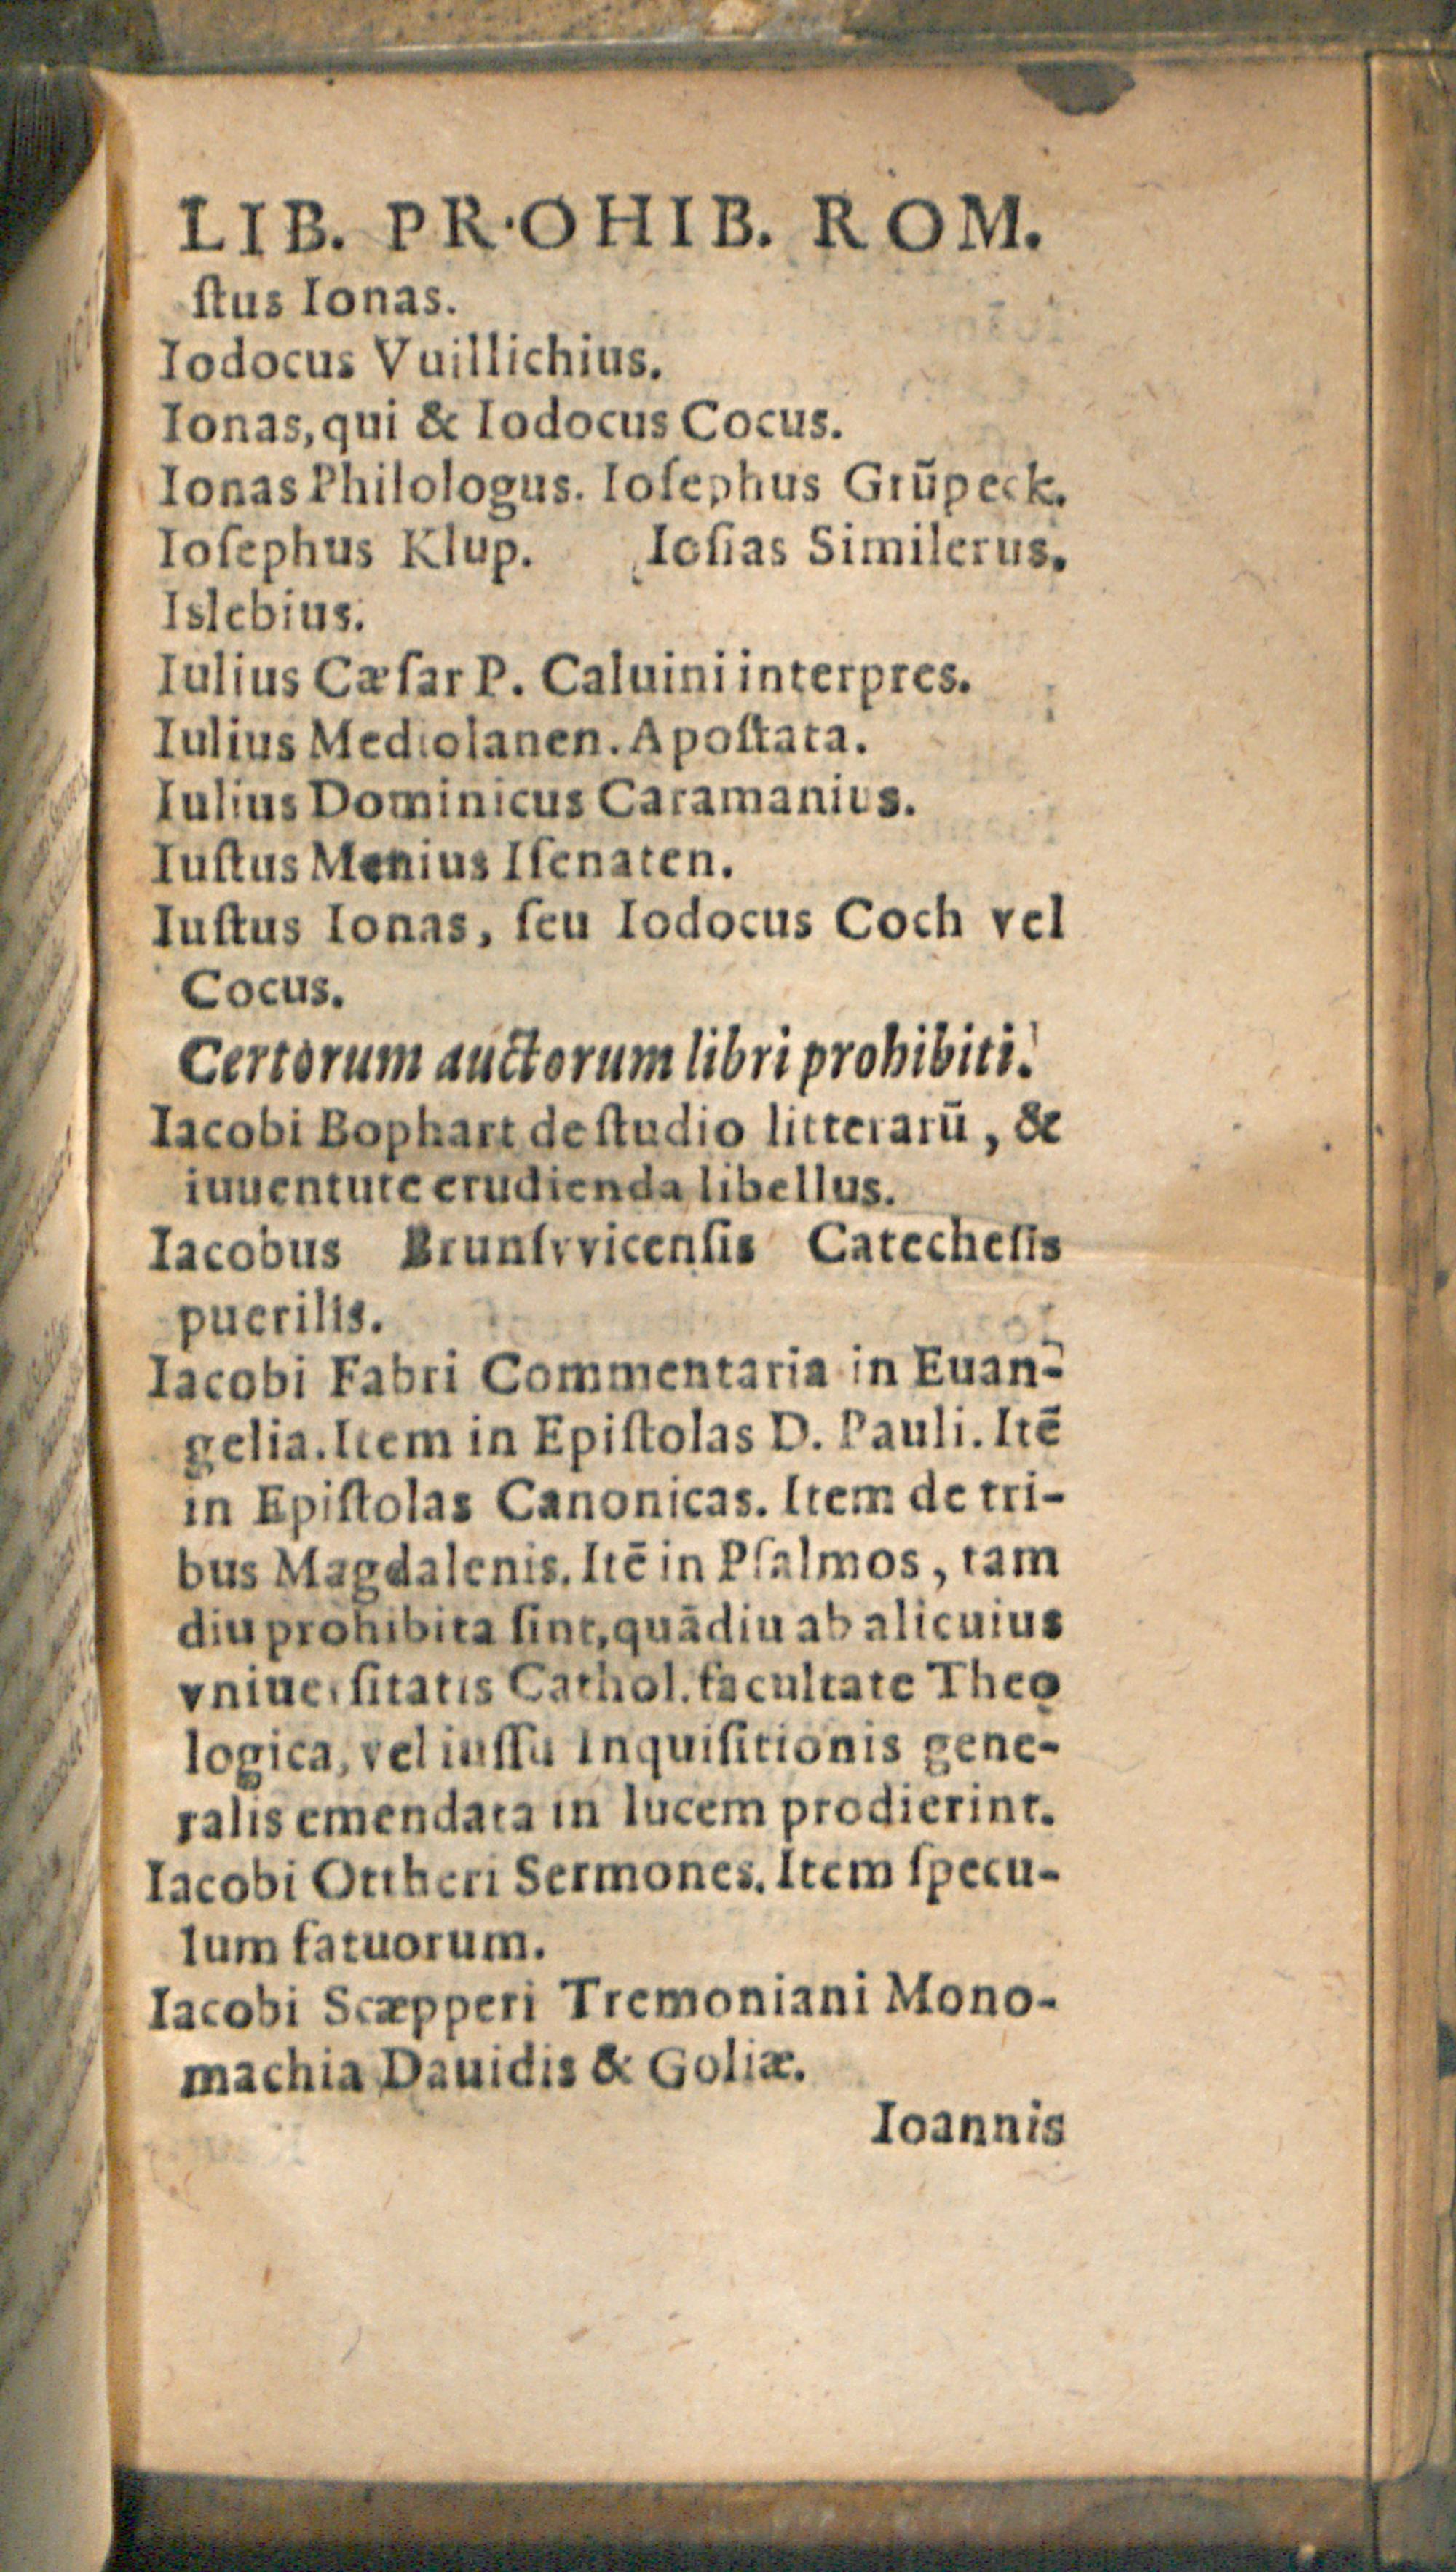 LIB. PROHIB. ROM.
ſtus Ionas.
Iodocus Vuillichius.
Ionas, qui & Iodocus Cocus.
Ionas Philologus. Ioſephus Grũpeck.
Ioſephus Klup. Ioſias Similerus.
Islebius.
Iulius Cæſar P. Caluini interpres.
Iulius Mediolanen. Apoſtata.
Iulius Dominicus Caramanius.
Iuſtus Menius Iſenaten.
Iuſtus Ionas, ſeu Iodocus Coch vel
Cocus.
Certorum auctorum libri prohibiti.
Iacobi Bophart de ſtudio litterarũ, &
iuuentute erudienda libellus.
Iacobus Brunſvvicenſis Catecheſis
puerilis.
Iacobi Fabri Commentaria in Euan-
gelia. Item in Epiſtolas D. Pauli. Itē
in Epiſtolas Canonicas. Item de tri-
bus Magdalenis. Itē in Pſalmos, tam
diu prohibita ſint, quādiu ab alicuius
vniuerſitatis Cathol. facultate Theo
logica, vel iuſſu Inquiſitionis gene-
ralis emendata in lucem prodierint.
Iacobi Ottheri Sermones. Item ſpecu-
lum fatuorum.
Iacobi Scæpperi Tremoniani Mono-
machia Dauidis & Goliæ.
Ioannis